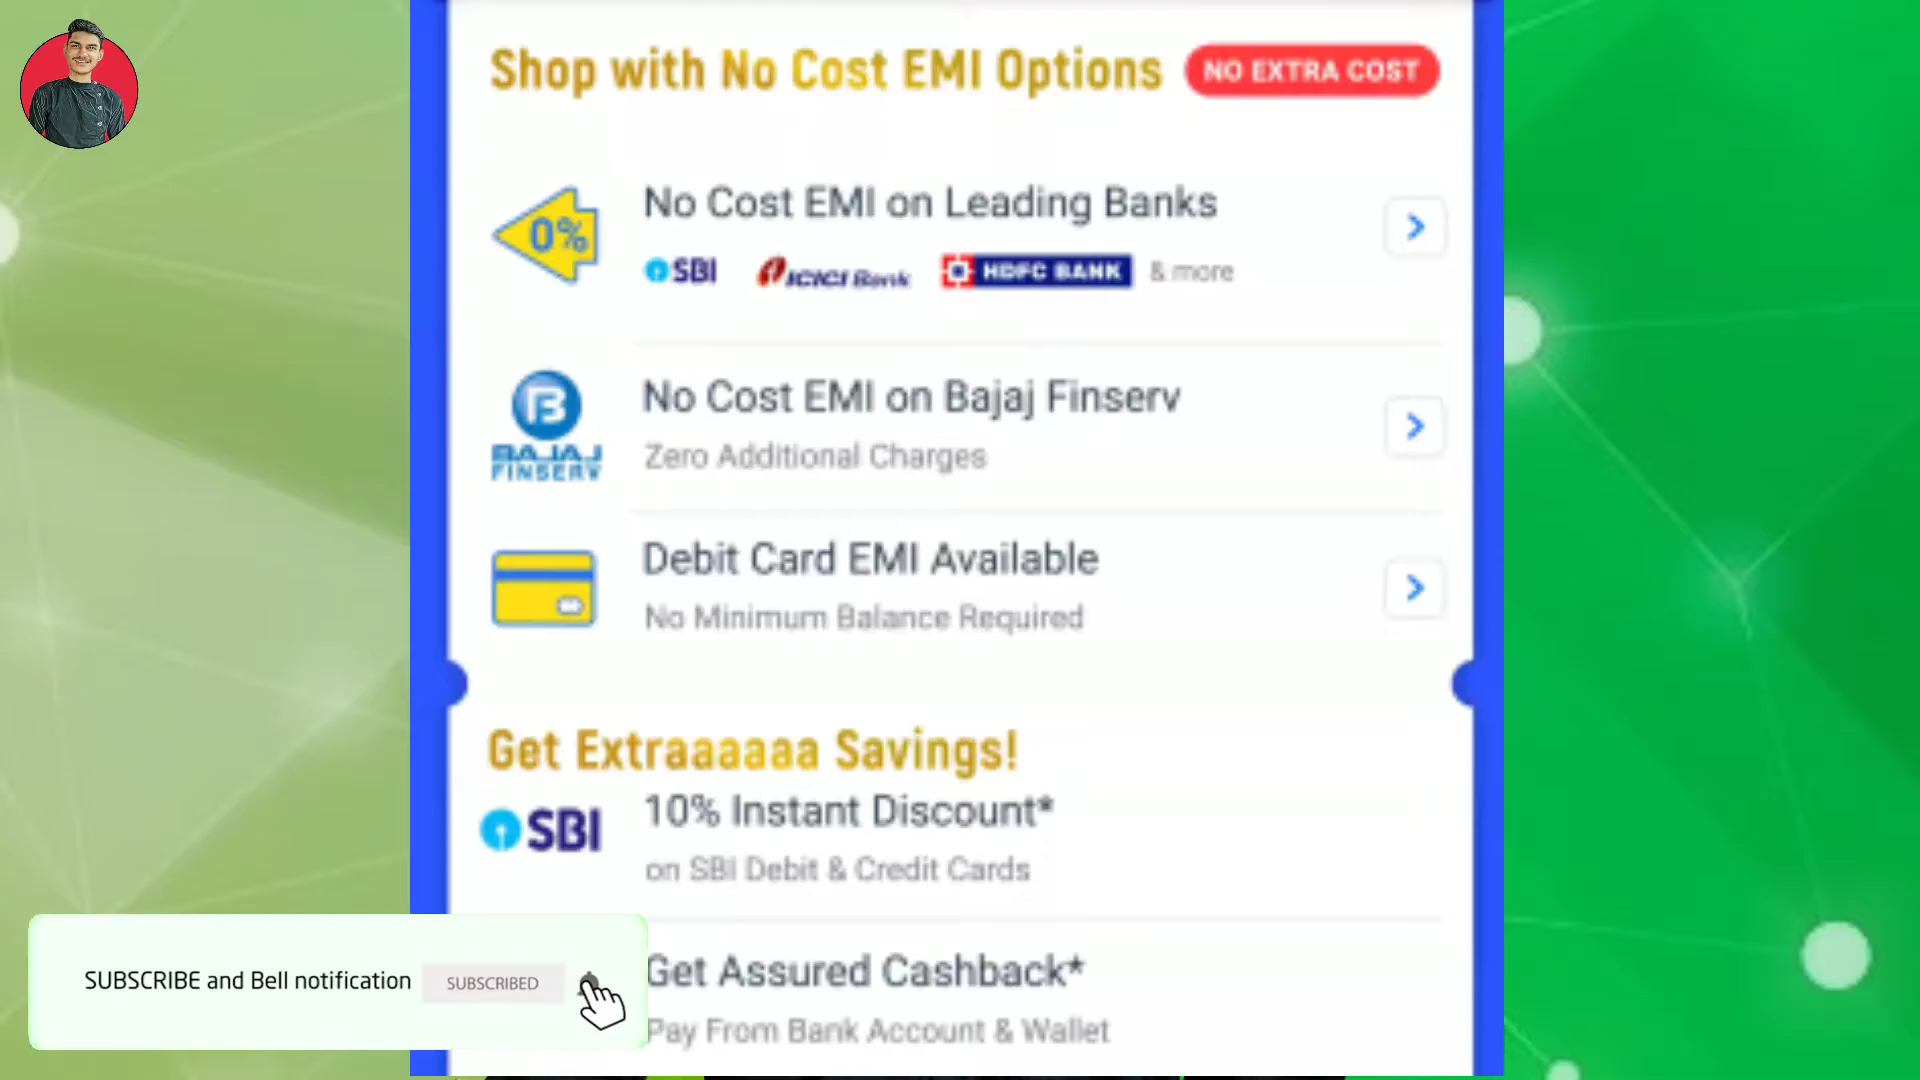 Shop with No Cost EMI Options NO EXTRA COST
No Cost EMI on Leading Banks
0%
SBI ICICI Bank HDFC BANK & more
No Cost EMI on Bajaj Finserv
BAJAJ
FINSERV
Zero Additional Charges
Debit Card EMI Available
No Minimum Balance Required
Get Extraaaaaa Savings!
SBI
10% Instant Discount*
on SBI Debit & Credit Cards
Get Assured Cashback*
Pay From Bank Account & Wallet
SUBSCRIBE and Bell notification SUBSCRIBED